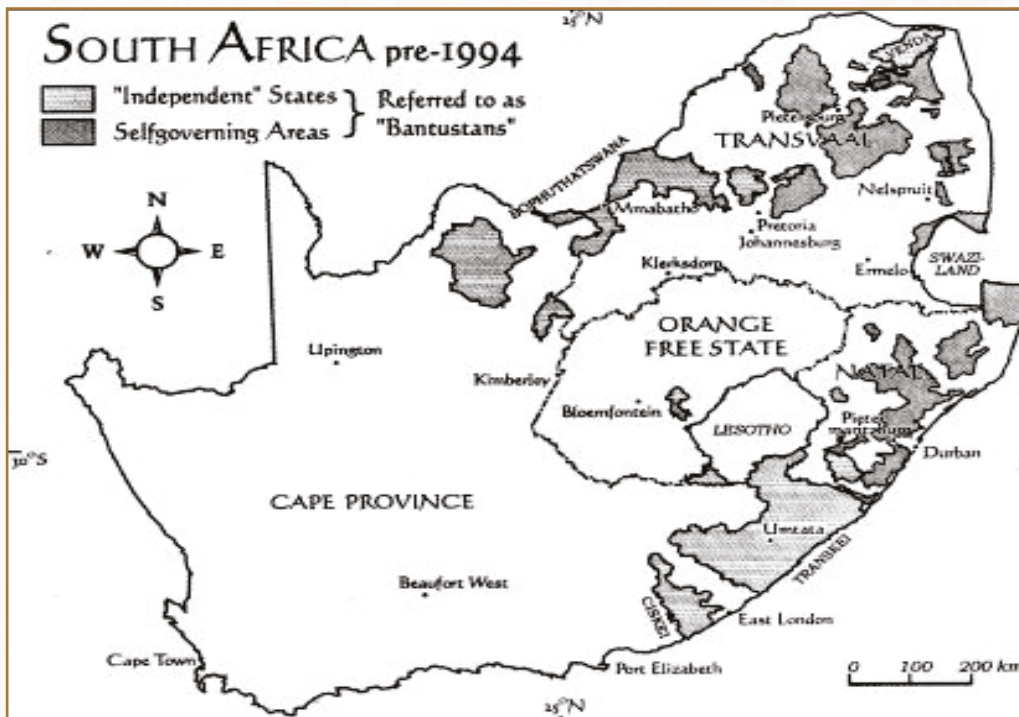 25°N
SOUTH AFRICA pre-1994
"Independent" States
Selfgoverning Areas
Referred to as
"Bantustans"
N
W
E
S
VENDA
Pietersburg
TRANSVAAL
BOPHUTHATSWANA
Mmabatho
Nelspruit
Pretoria
Johannesburg
Klerksdorp
Ermelo
SWAZI-
LAND
ORANGE
FREE STATE
Upington
Kimberley
NATAL
Bloemfontein
LESOTHO
Pieter
maritzburg
Durban
30°S
CAPE PROVINCE
Umtata
TRANSKEI
Beaufort West
CISKEI
East London
Cape Town
Port Elizabeth
0 100 200 km
25°N